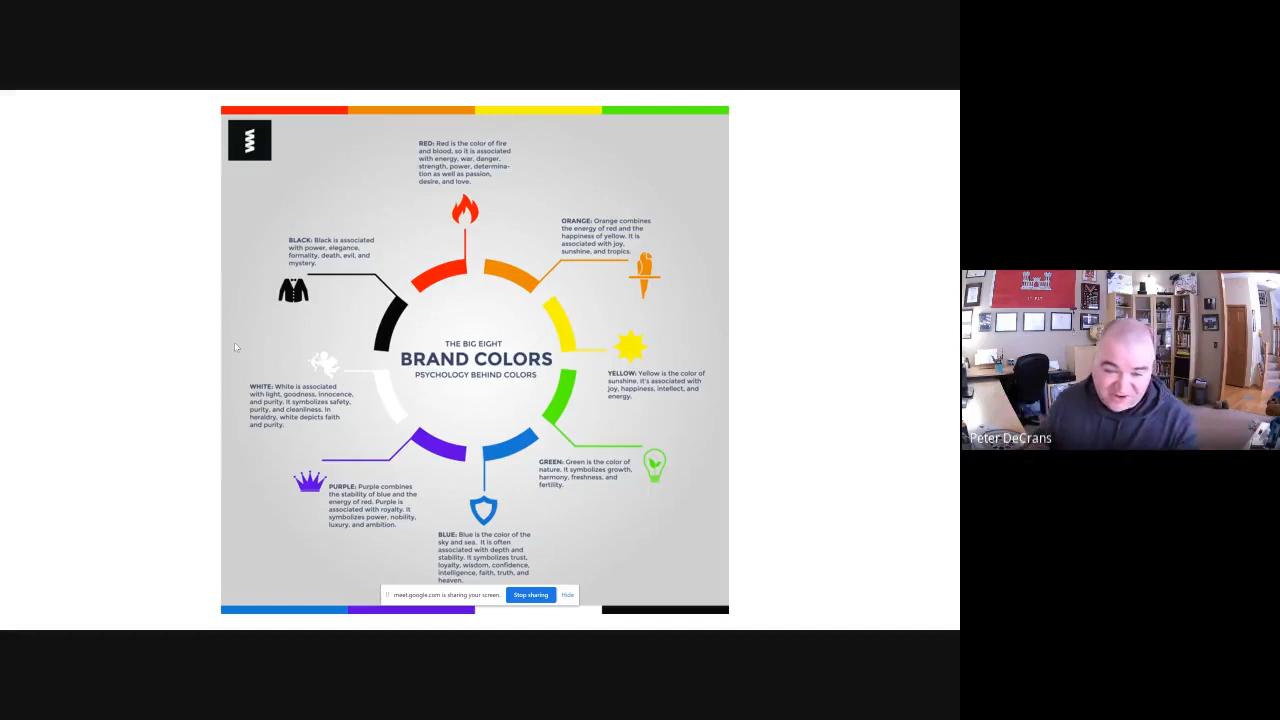 RED: Red is the color of fire
and blood, so it is associated
with energy, war, danger,
strength, power, determina-
tion as well as passion,
desire, and love.
ORANGE: Orange combines
the energy of red and the
happiness of yellow. It is
associated with joy,
sunshine, and tropics.
BLACK: Black is associated
with power, elegance,
formality, death, evil, and
mystery.
THE BIG EIGHT
BRAND COLORS
PSYCHOLOGY BEHIND COLORS
YELLOW: Yellow is the color of
sunshine. It's associated with
joy, happiness, intellect, and
energy.
WHITE: White is associated
with light, goodness, innocence,
and purity. It symbolizes safety,
purity, and cleanliness. In
heraldry, white depicts faith
and purity.
GREEN: Green is the color of
nature. It symbolizes growth,
harmony, freshness, and
fertility.
PURPLE: Purple combines
the stability of blue and the
energy of red. Purple is
associated with royalty. It
symbolizes power, nobility,
luxury, and ambition.
BLUE: Blue is the color of the
sky and sea. It is often
associated with depth and
stability. It symbolizes trust,
loyalty, wisdom, confidence,
intelligence, faith, truth, and
heaven.
meet.google.com is sharing your screen.
Stop sharing
Hide
Peter DeCrans